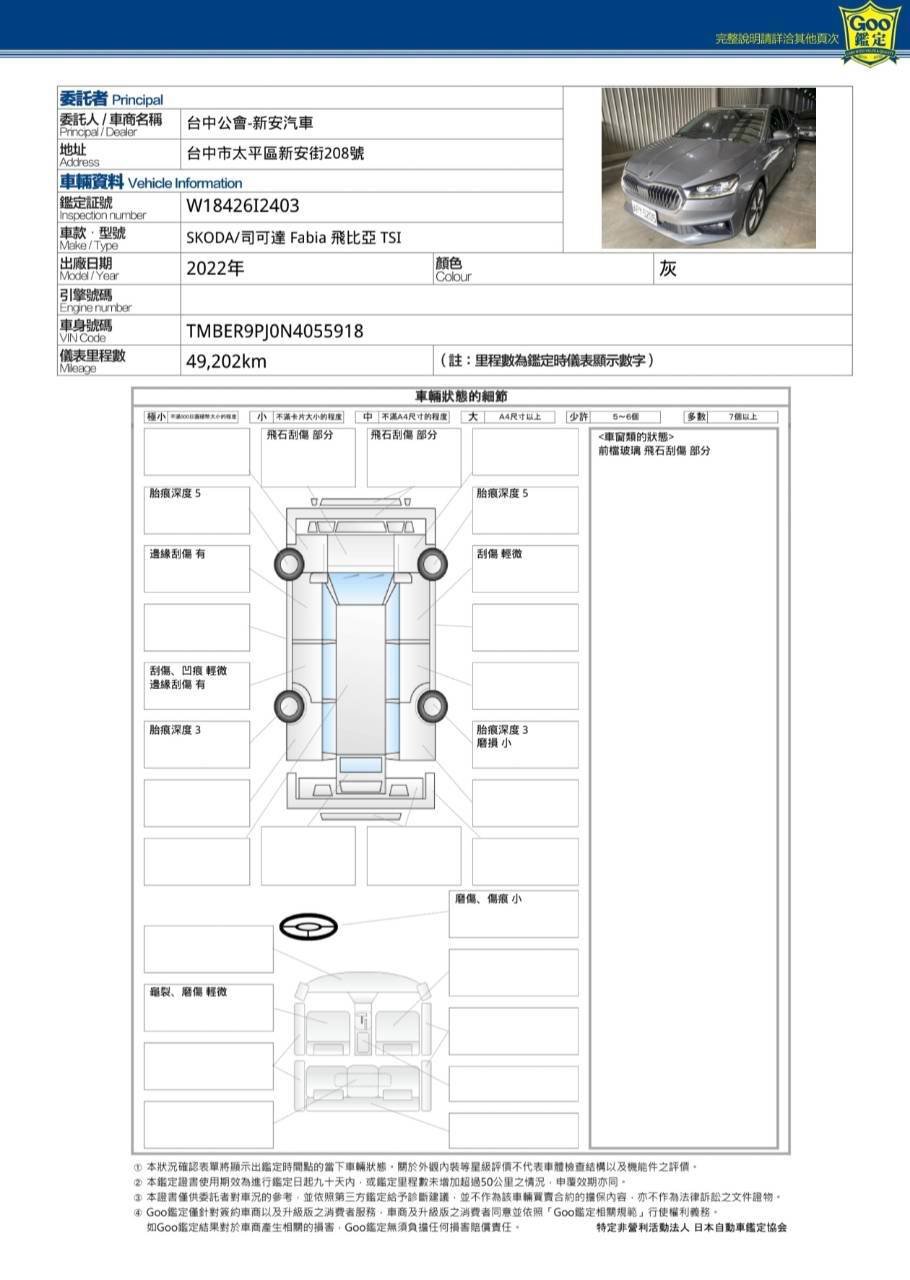 完整說明請詳洽其他頁次
Goo
鑑定
委託者 Principal
委託人 / 車商名稱
Principal / Dealer
台中公會-新安汽車
地址
Address
台中市太平區新安街208號
車輛資料 Vehicle Information
鑑定証號
Inspection number
W18426I2403
車款．型號
Make / Type
SKODA/司可達 Fabia 飛比亞 TSI
出廠日期
Model / Year
2022年
顏色
Colour
灰
引擎號碼
Engine number
車身號碼
VIN Code
TMBER9PJ0N4055918
儀表里程數
Mileage
49,202km
（註：里程數為鑑定時儀表顯示數字）
車輛狀態的細節
極小 不滿500日圓硬幣大小的程度
小 不滿卡片大小的程度
中 不滿A4尺寸的程度
大 A4尺寸以上
少許 5～6個
多數 7個以上
飛石刮傷 部分
飛石刮傷 部分
<車窗類的狀態>
前檔玻璃 飛石刮傷 部分
胎痕深度 5
胎痕深度 5
邊緣刮傷 有
刮傷 輕微
刮傷、凹痕 輕微
邊緣刮傷 有
胎痕深度 3
胎痕深度 3
磨損 小
磨傷、傷痕 小
龜裂、磨傷 輕微
① 本狀況確認表單將顯示出鑑定時間點的當下車輛狀態，關於外觀內裝等星級評價不代表車體檢查結構以及機能件之評價。
② 本鑑定證書使用期效為進行鑑定日起九十天內，或鑑定里程數未增加超過50公里之情況，申覆效期亦同。
③ 本證書僅供委託者對車況的參考，並依照第三方鑑定給予診斷建議，並不作為該車輛買賣合約的擔保內容，亦不作為法律訴訟之文件證物。
④ Goo鑑定僅針對簽約車商以及升級版之消費者服務，車商及升級版之消費者同意並依照「Goo鑑定相關規範」行使權利義務。
如Goo鑑定結果對於車商產生相關的損害，Goo鑑定無須負擔任何損害賠償責任。
特定非營利活動法人 日本自動車鑑定協会